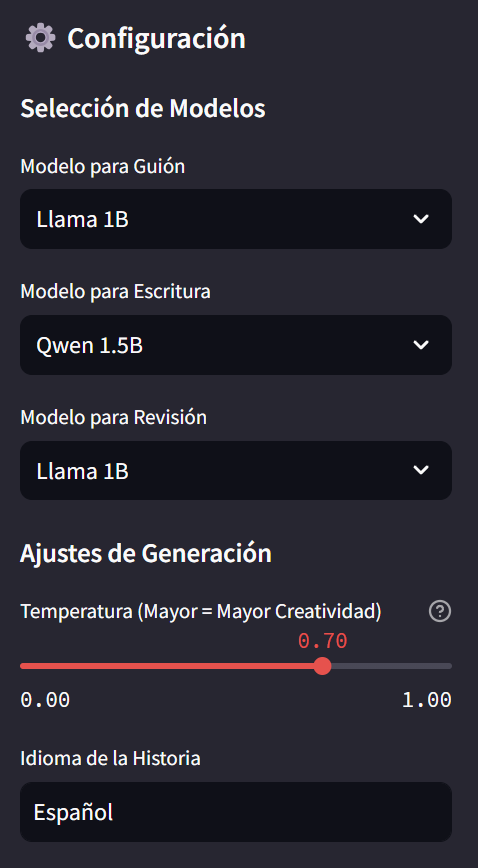 Configuración
Selección de Modelos
Modelo para Guión
Llama 1B
Modelo para Escritura
Qwen 1.5B
Modelo para Revisión
Llama 1B
Ajustes de Generación
Temperatura (Mayor = Mayor Creatividad) ?
0.70
0.00 1.00
Idioma de la Historia
Español